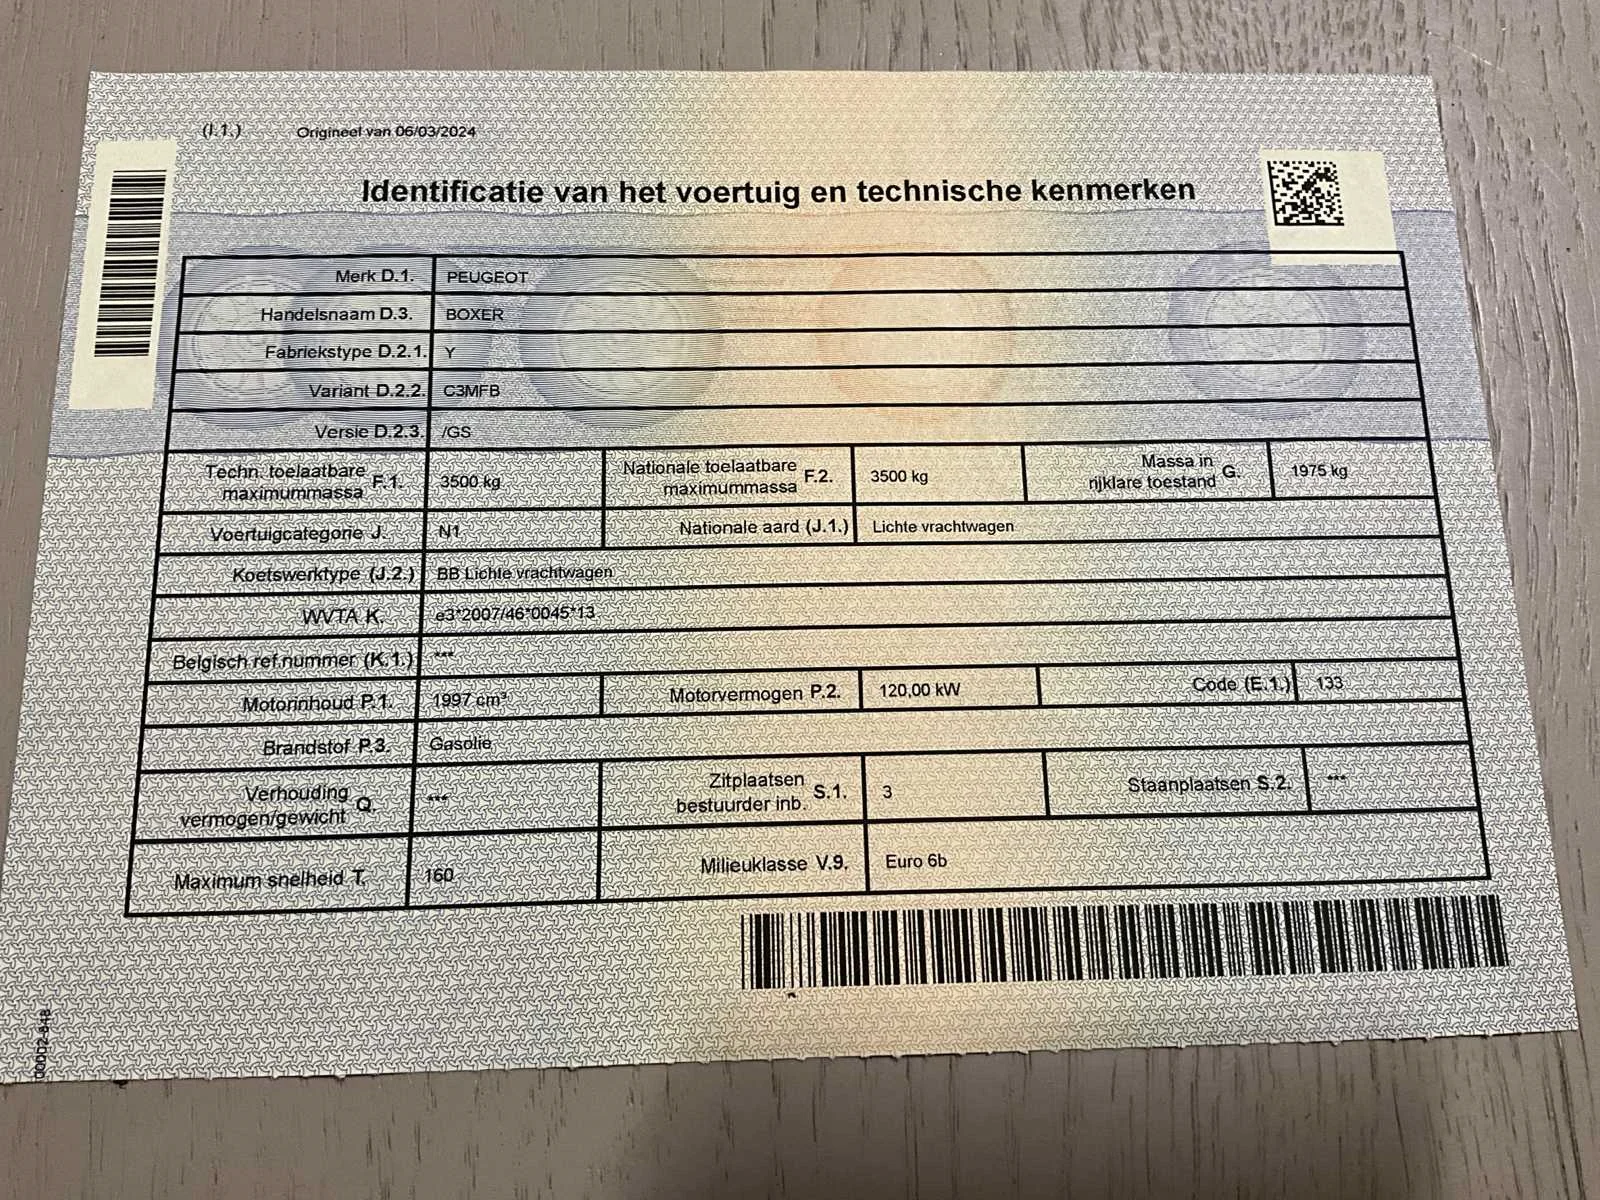 (I.1.) Origineel van 06/03/2024
Identificatie van het voertuig en technische kenmerken
Merk D.1. PEUGEOT
Handelsnaam D.3. BOXER
Fabriekstype D.2.1. Y
Variant D.2.2. C3MFB
Versie D.2.3. /GS
Techn. toelaatbare maximummassa F.1. 3500 kg Nationale toelaatbare maximummassa F.2. 3500 kg Massa in rijklare toestand G. 1975 kg
Voertuigcategorie J. N1 Nationale aard (J.1.) Lichte vrachtwagen
Koetswerktype (J.2.) BB Lichte vrachtwagen
WVTA K. e3*2007/46*0045*13
Belgisch ref.nummer (K.1.) ***
Motorinhoud P.1. 1997 cm³ Motorvermogen P.2. 120,00 kW Code (E.1.) 133
Brandstof P.3. Gasolie
Verhouding vermogen/gewicht Q. *** Zitplaatsen bestuurder inb. S.1. 3 Staanplaatsen S.2. ***
Maximum snelheid T. 160 Milieuklasse V.9. Euro 6b